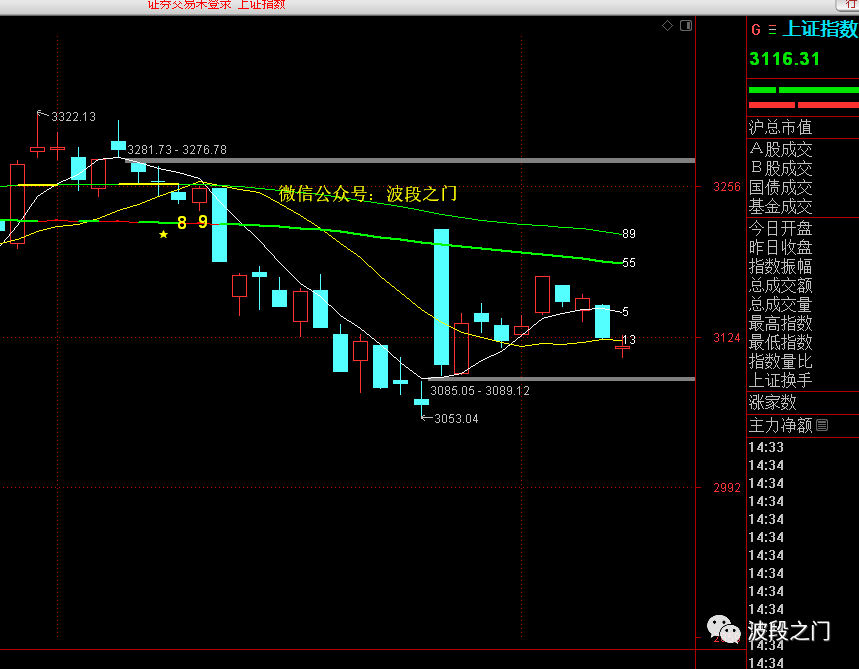 证券交易未登录 上证指数
行
G 上证指数
3116.31
沪总市值
A股成交
B股成交
国债成交
基金成交
今日开盘
昨日收盘
指数振幅
总成交额
总成交量
最高指数
最低指数
指数量比
上证换手
涨家数
主力净额
14:33
14:34
14:34
14:34
14:34
14:34
14:34
14:34
14:34
14:34
14:34
14:34
3322.13
3281.73 - 3276.78
微信公众号：波段之门
8 9
89
55
5
13
3085.05 - 3089.12
3053.04
3256
3124
2992
波段之门